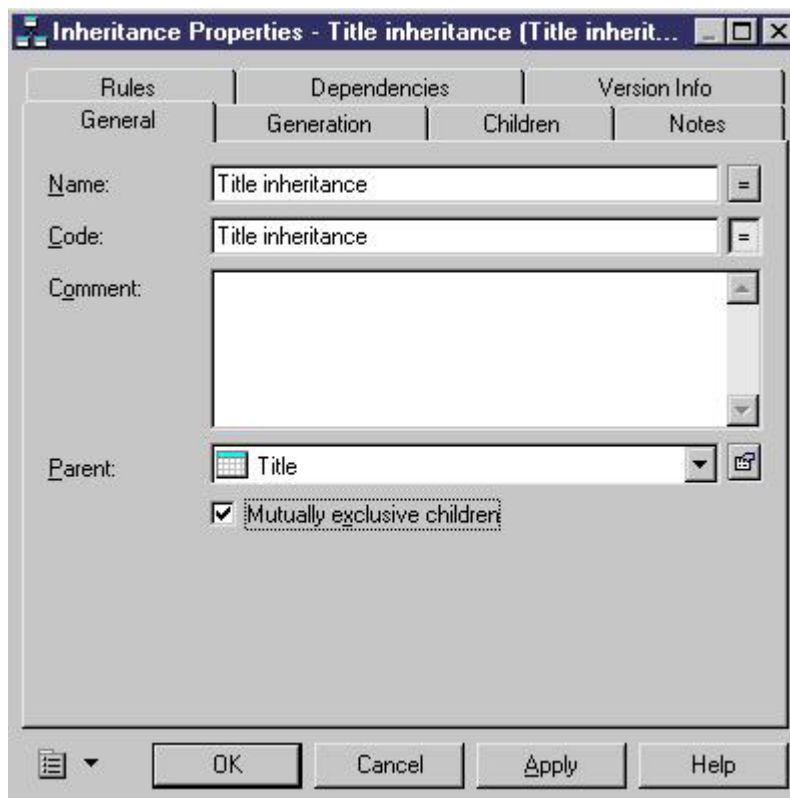 Inheritance Properties - Title inheritance (Title inherit...
Rules Dependencies Version Info
General Generation Children Notes
Name: Title inheritance =
Code: Title inheritance =
Comment:
Parent: Title
Mutually exclusive children
OK Cancel Apply Help